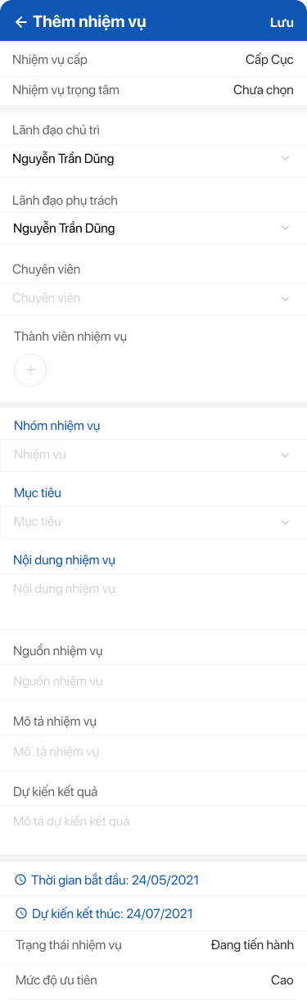 Thêm nhiệm vụ Lưu
Nhiệm vụ cấp Cấp Cục
Nhiệm vụ trọng tâm Chưa chọn
Lãnh đạo chủ trì
Nguyễn Trần Dũng
Lãnh đạo phụ trách
Nguyễn Trần Dũng
Chuyên viên
Chuyên viên
Thành viên nhiệm vụ
Nhóm nhiệm vụ
Nhiệm vụ
Mục tiêu
Mục tiêu
Nội dung nhiệm vụ
Nội dung nhiệm vụ
Nguồn nhiệm vụ
Nguồn nhiệm vụ
Mô tả nhiệm vụ
Mô tả nhiệm vụ
Dự kiến kết quả
Mô tả dự kiến kết quả
Thời gian bắt đầu: 24/05/2021
Dự kiến kết thúc: 24/07/2021
Trạng thái nhiệm vụ Đang tiến hành
Mức độ ưu tiên Cao